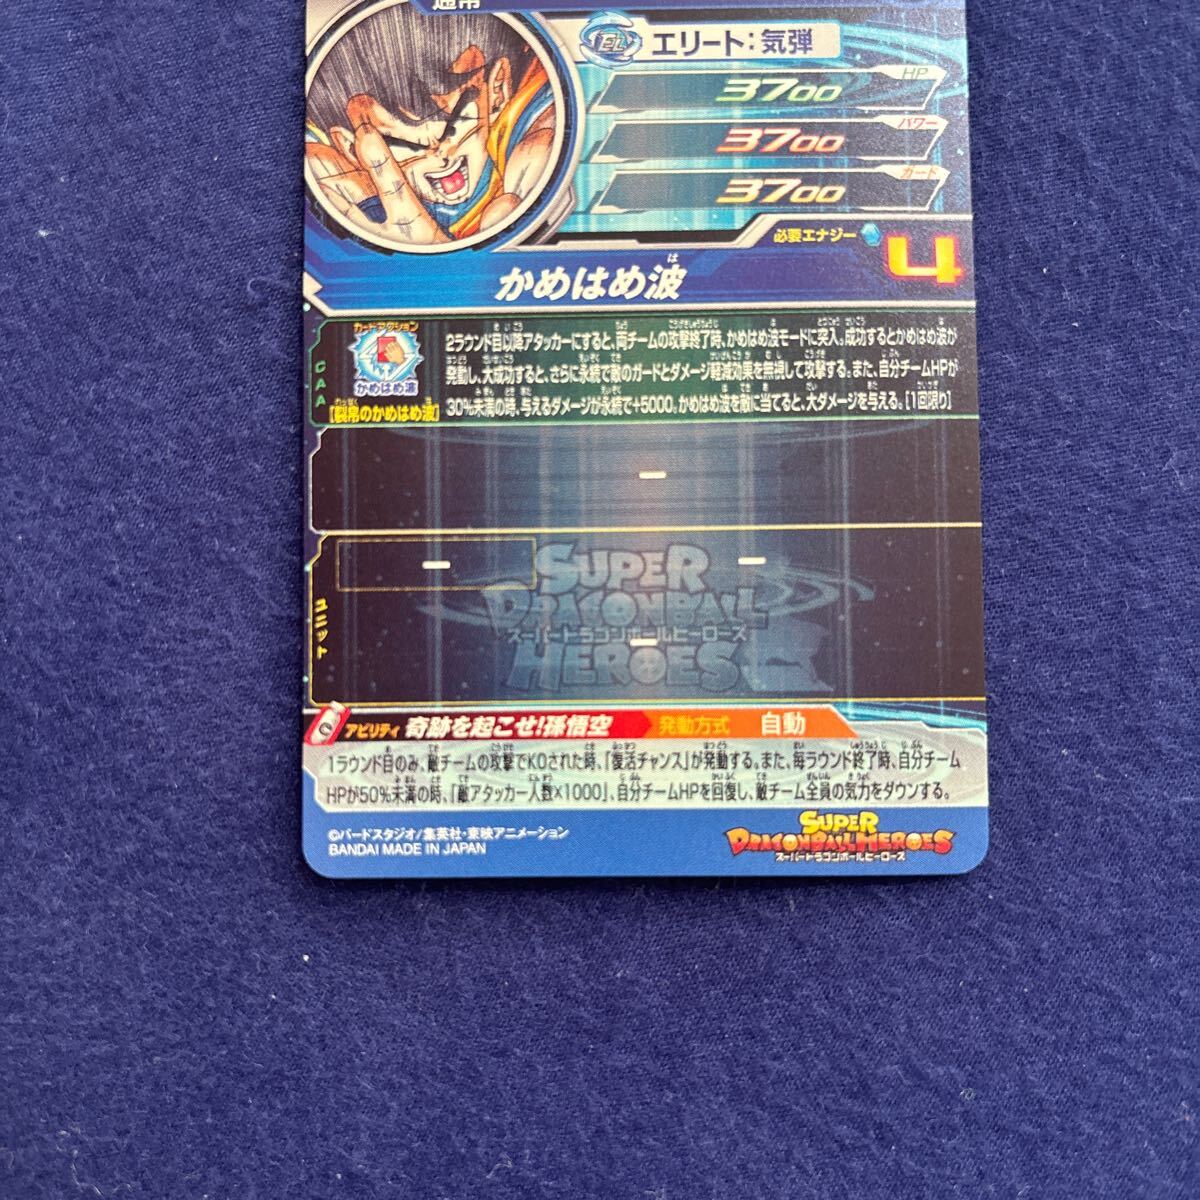 通常
EL エリート:気弾
HP
3700
パワー
3700
カード
3700
必要エナジー 4
かめはめ波
カードアクション
かめはめ波
CAA
【裂帛のかめはめ波】
2ラウンド目以降アタッカーにすると、両チームの攻撃終了時、かめはめ波モードに突入。成功するとかめはめ波が
発動し、大成功すると、さらに永続で敵のガードとダメージ軽減効果を無視して攻撃する。また、自分チームHPが
30%未満の時、与えるダメージが永続で+5000。かめはめ波を敵に当てると、大ダメージを与える。[1回限り]
ー
ユニット
ー
ー
ー
SUPER
DRAGONBALL
スーパードラゴンボールヒーローズ
HEROES
アビリティ 奇跡を起こせ!孫悟空 発動方式 自動
1ラウンド目のみ、敵チームの攻撃でKOされた時、「復活チャンス」が発動する。また、毎ラウンド終了時、自分チーム
HPが50%未満の時、「敵アタッカー人数×1000」、自分チームHPを回復し、敵チーム全員の気力をダウンする。
©バードスタジオ/集英社・東映アニメーション
BANDAI MADE IN JAPAN
SUPER
DRAGONBALL HEROES
スーパードラゴンボールヒーローズ